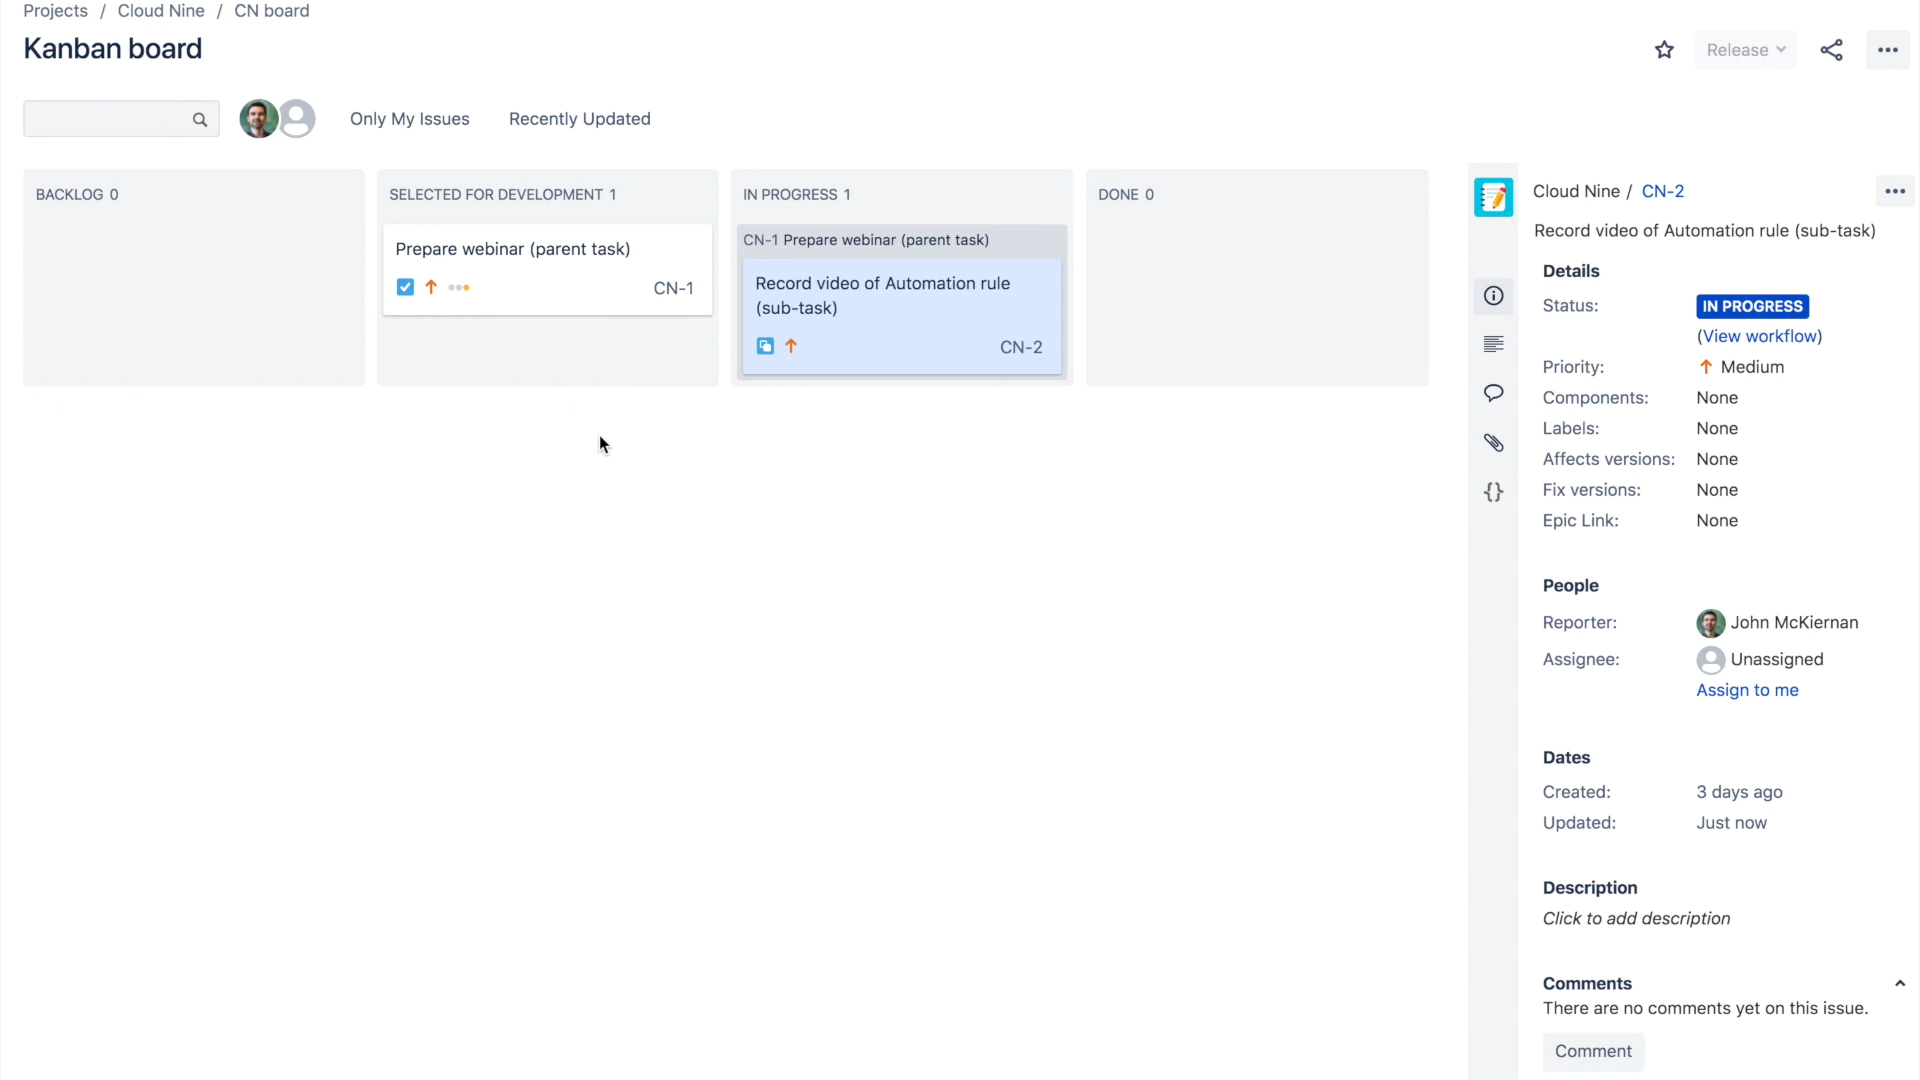 Projects / Cloud Nine / CN board
Kanban board
Release
Only My Issues
Recently Updated
BACKLOG 0
SELECTED FOR DEVELOPMENT 1
Prepare webinar (parent task)
CN-1
IN PROGRESS 1
CN-1 Prepare webinar (parent task)
Record video of Automation rule
(sub-task)
CN-2
DONE 0
Cloud Nine / CN-2
Record video of Automation rule (sub-task)
Details
Status: IN PROGRESS
(View workflow)
Priority: Medium
Components: None
Labels: None
Affects versions: None
Fix versions: None
Epic Link: None
People
Reporter: John McKiernan
Assignee: Unassigned
Assign to me
Dates
Created: 3 days ago
Updated: Just now
Description
Click to add description
Comments
There are no comments yet on this issue.
Comment